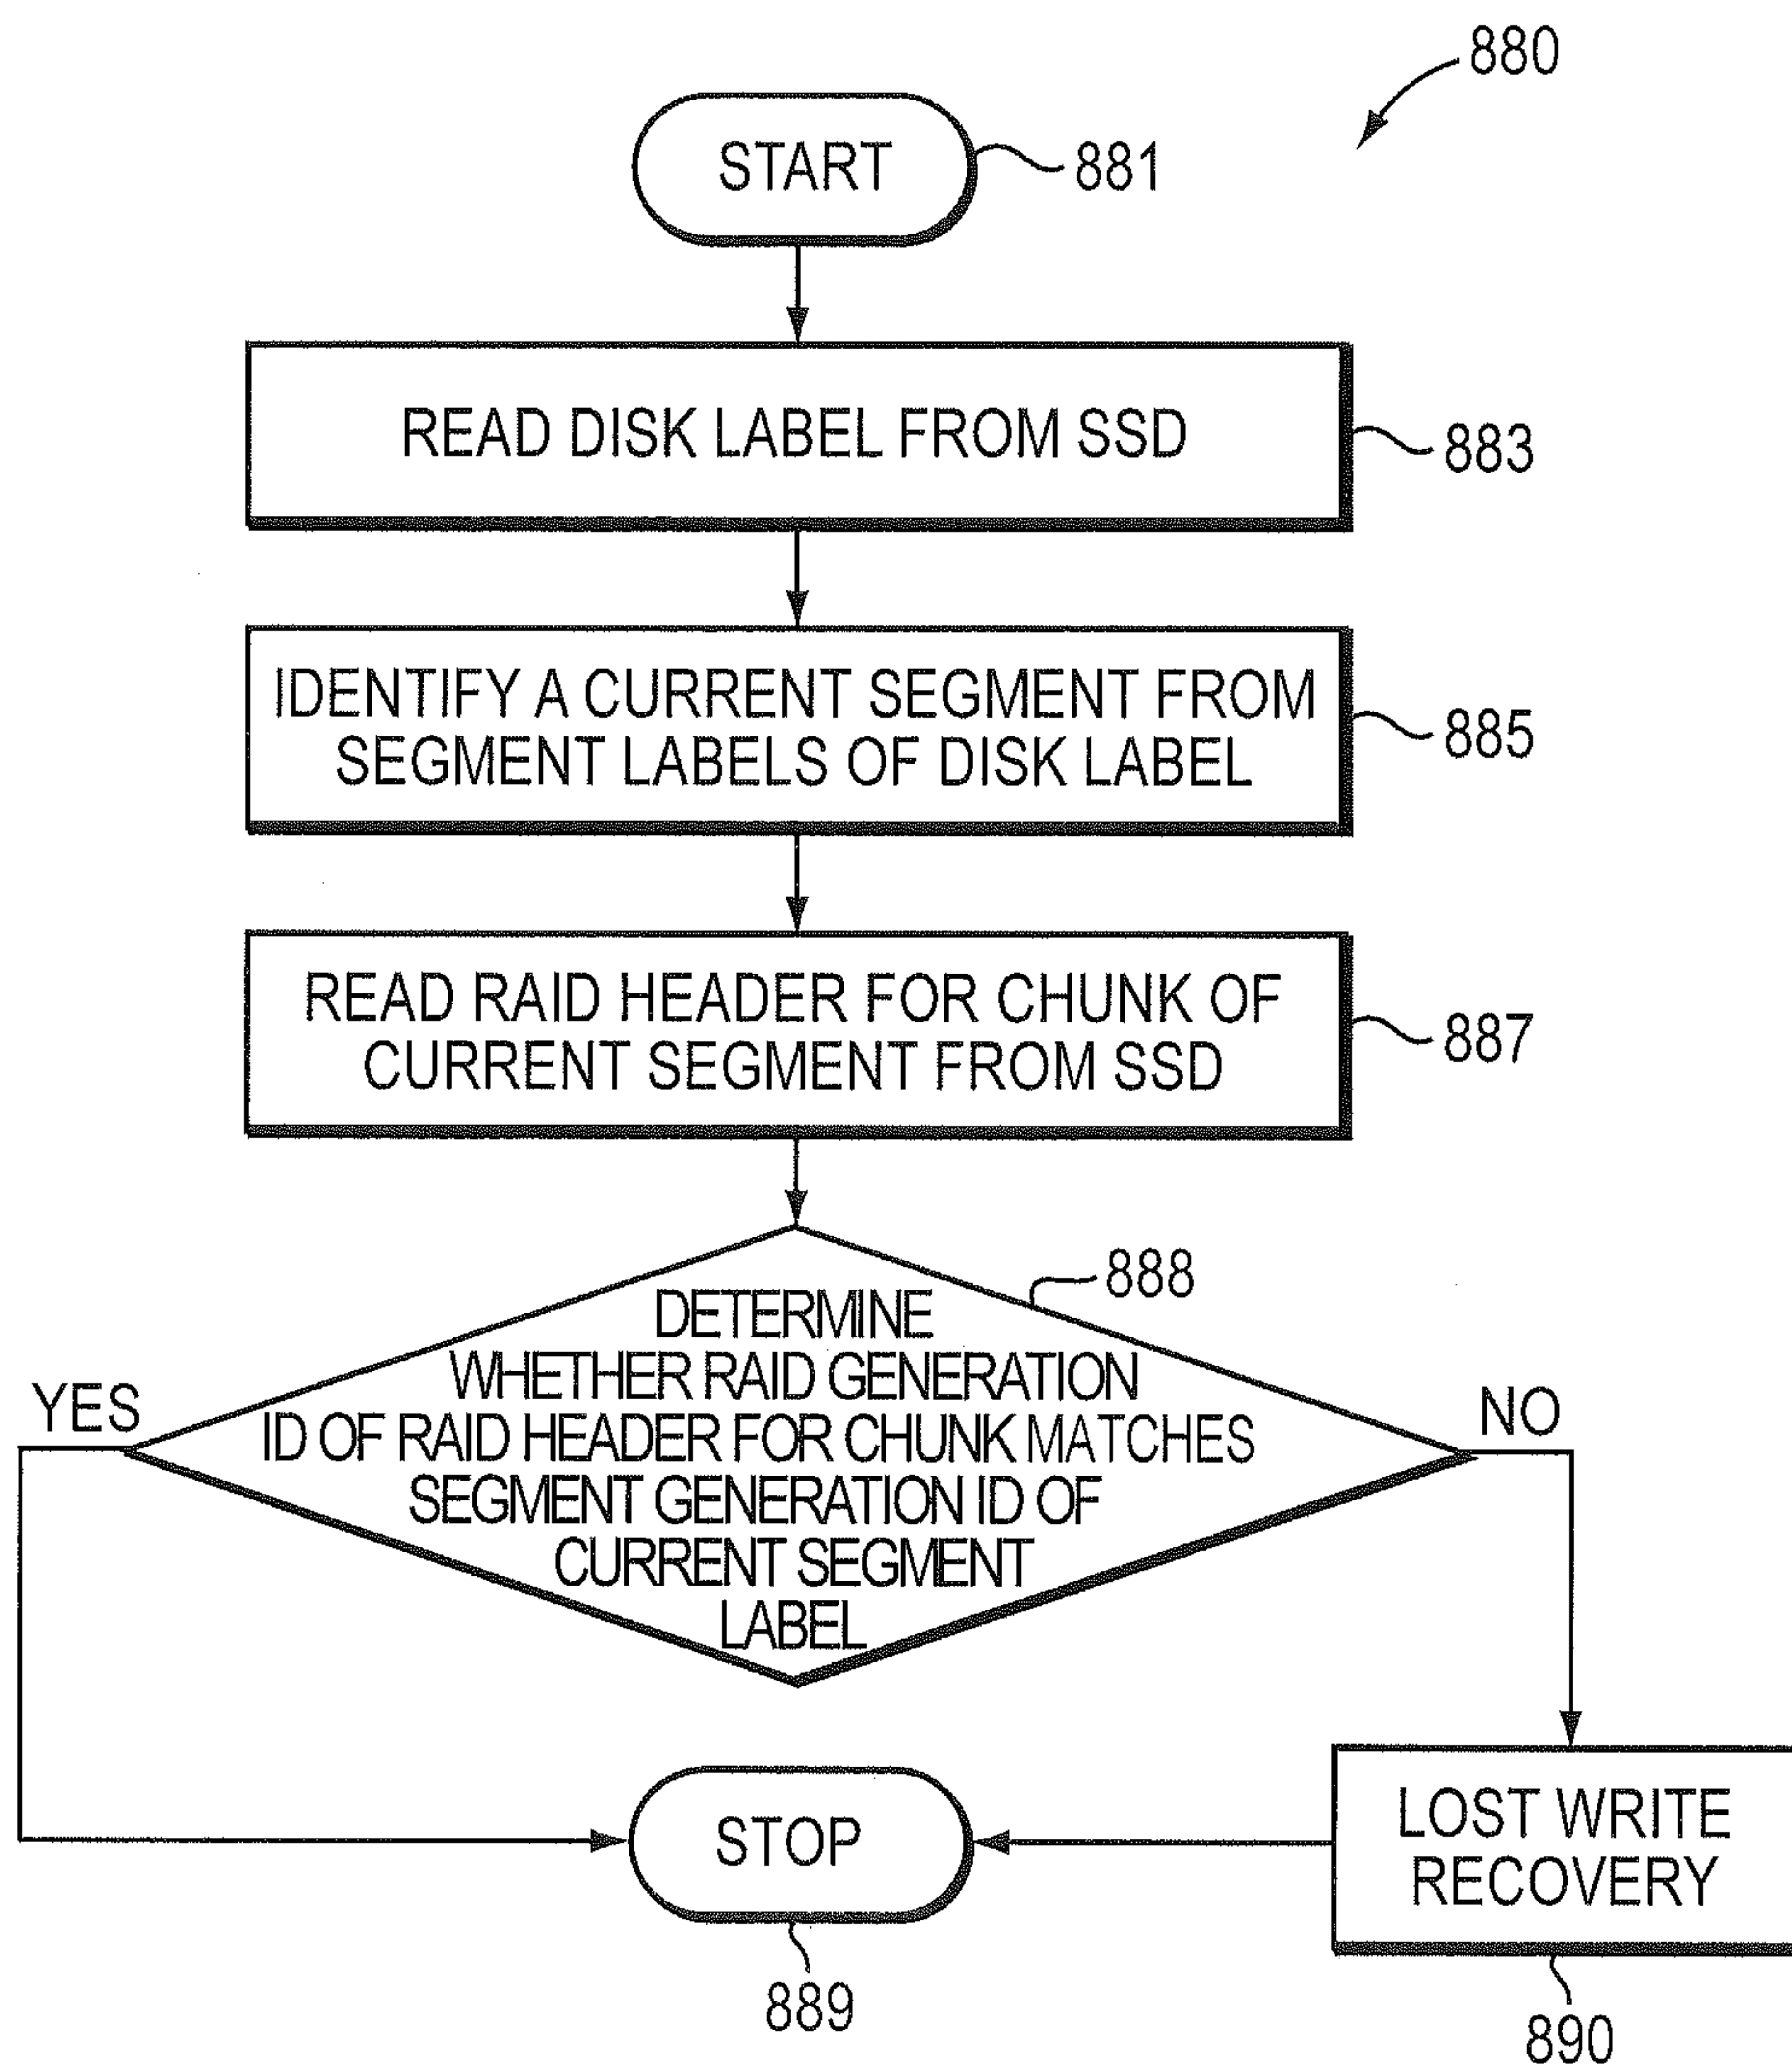 880
START
881
READ DISK LABEL FROM SSD
883
IDENTIFY A CURRENT SEGMENT FROM
SEGMENT LABELS OF DISK LABEL
885
READ RAID HEADER FOR CHUNK OF
CURRENT SEGMENT FROM SSD
887
888
DETERMINE
WHETHER RAID GENERATION
ID OF RAID HEADER FOR CHUNK MATCHES
SEGMENT GENERATION ID OF
CURRENT SEGMENT
LABEL
YES
NO
STOP
889
LOST WRITE
RECOVERY
890